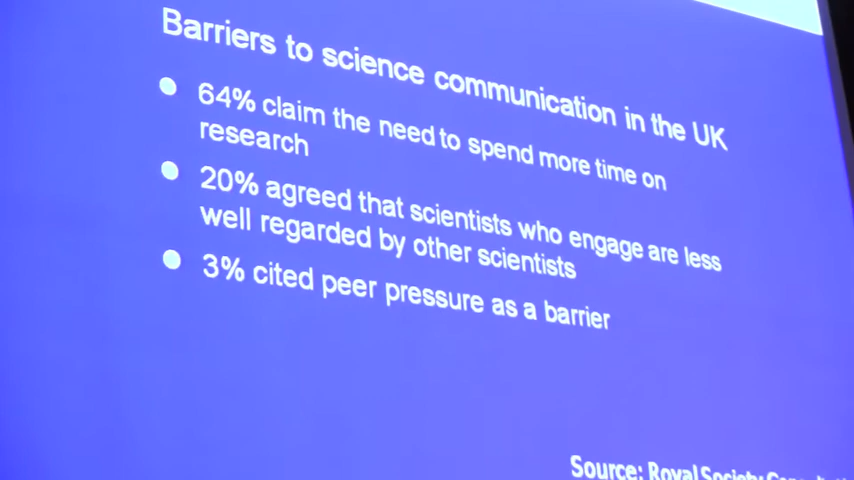 Barriers to science communication in the UK
64% claim the need to spend more time on
research
20% agreed that scientists who engage are less
well regarded by other scientists
3% cited peer pressure as a barrier
Source: Royal Society